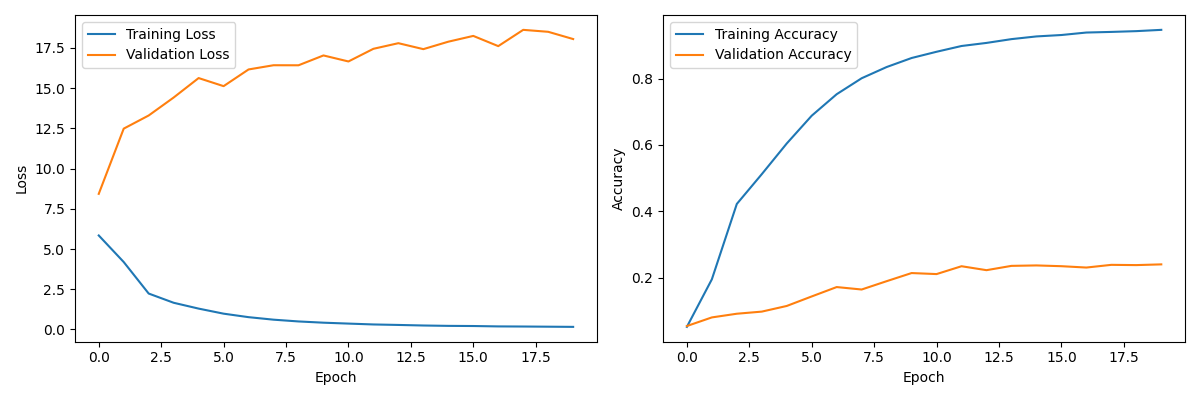 Training Loss
Validation Loss
17.5
15.0
12.5
10.0
7.5
5.0
2.5
0.0
Loss
0.0 2.5 5.0 7.5 10.0 12.5 15.0 17.5
Epoch
Training Accuracy
Validation Accuracy
0.8
0.6
0.4
0.2
Accuracy
0.0 2.5 5.0 7.5 10.0 12.5 15.0 17.5
Epoch